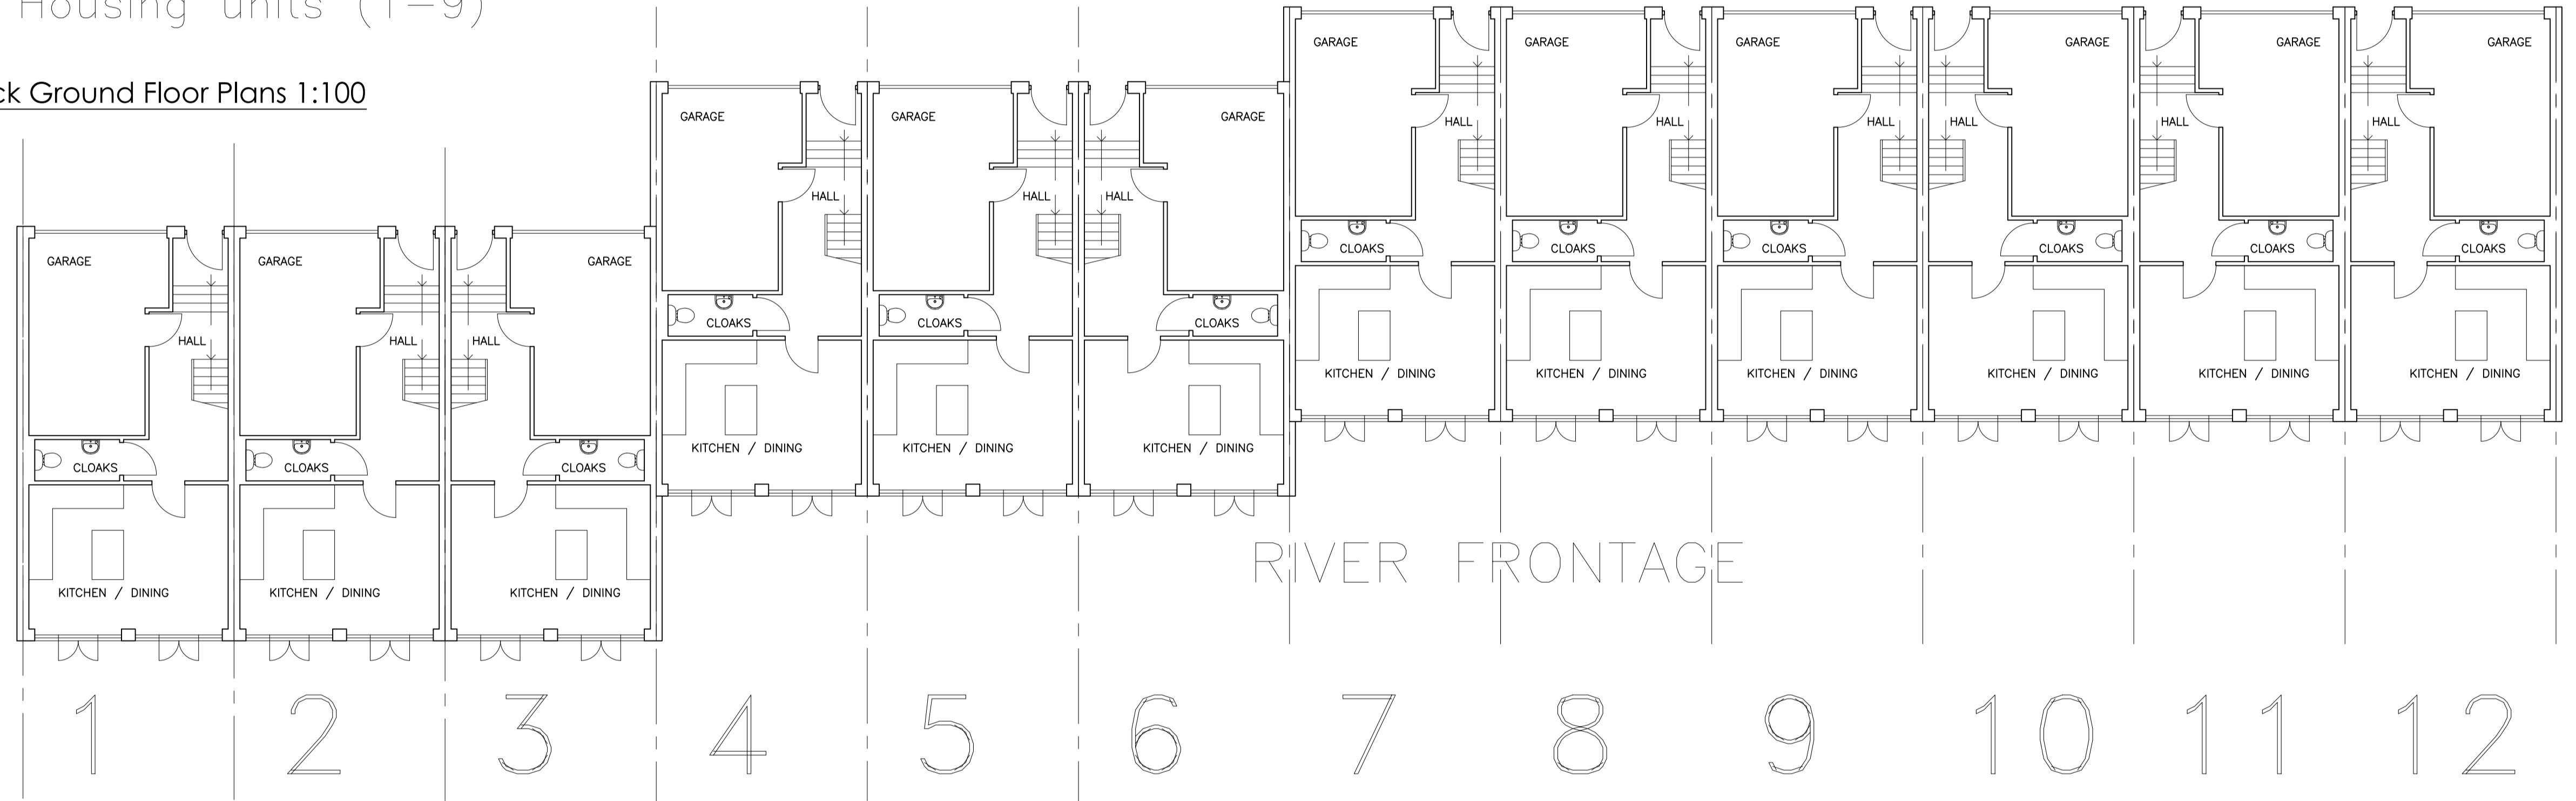 Housing units (1-9)
ck Ground Floor Plans 1:100
GARAGE GARAGE GARAGE GARAGE GARAGE GARAGE
GARAGE GARAGE GARAGE
HALL HALL HALL HALL HALL HALL
HALL HALL HALL
CLOAKS CLOAKS CLOAKS CLOAKS CLOAKS CLOAKS
GARAGE GARAGE GARAGE
CLOAKS CLOAKS CLOAKS
HALL HALL HALL
KITCHEN / DINING KITCHEN / DINING KITCHEN / DINING KITCHEN / DINING KITCHEN / DINING KITCHEN / DINING
KITCHEN / DINING KITCHEN / DINING KITCHEN / DINING
CLOAKS CLOAKS CLOAKS
RIVER FRONTAGE
KITCHEN / DINING KITCHEN / DINING KITCHEN / DINING
1 2 3 4 5 6 7 8 9 10 11 12